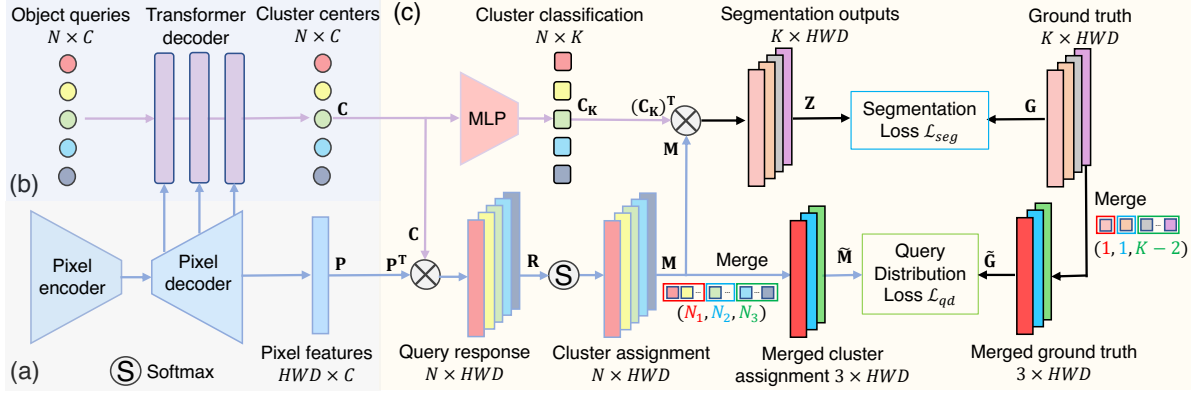 Object queries
N × C
Transformer
decoder
Cluster centers
N × C
(c)
Cluster classification
N × K
Segmentation outputs
K × HWD
Ground truth
K × HWD
C
MLP
C_K
(C_K)^T
M
Z
Segmentation
Loss ℒ_seg
G
(b)
Merge
(1, 1, K − 2)
Pixel
encoder
Pixel
decoder
P
P^T
C
R
S
M
Merge
(N_1, N_2, N_3)
M̃
Query
Distribution
Loss ℒ_qd
G̃
(a)
S Softmax
Pixel features
HWD × C
Query response
N × HWD
Cluster assignment
N × HWD
Merged cluster
assignment 3 × HWD
Merged ground truth
3 × HWD